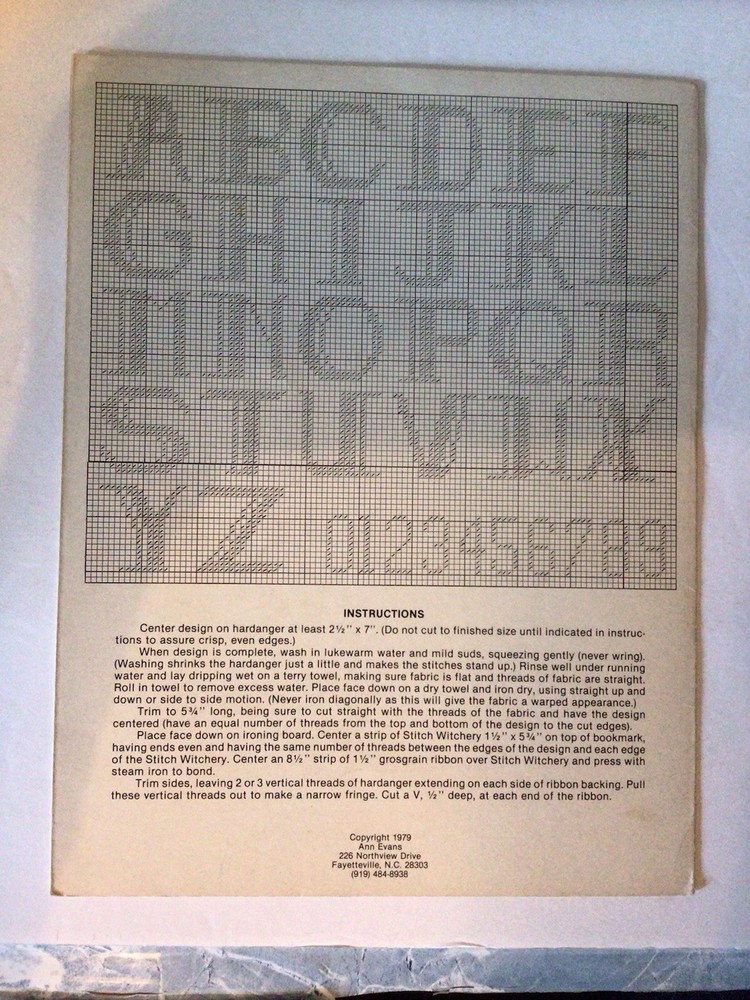 A B C D E F
G H I J K L
M N O P Q R
S T U V W X
Y Z 0 1 2 3 4 5 6 7 8 9
INSTRUCTIONS
Center design on hardanger at least 2½'' x 7''. (Do not cut to finished size until indicated in instruc-
tions to assure crisp, even edges.)
When design is complete, wash in lukewarm water and mild suds, squeezing gently (never wring).
(Washing shrinks the hardanger just a little and makes the stitches stand up.) Rinse well under running
water and lay dripping wet on a terry towel, making sure fabric is flat and threads of fabric are straight.
Roll in towel to remove excess water. Place face down on a dry towel and iron dry, using straight up and
down or side to side motion. (Never iron diagonally as this will give the fabric a warped appearance.)
Trim to 5¾'' long, being sure to cut straight with the threads of the fabric and have the design
centered (have an equal number of threads from the top and bottom of the design to the cut edges).
Place face down on ironing board. Center a strip of Stitch Witchery 1½'' x 5¾'' on top of bookmark,
having ends even and having the same number of threads between the edges of the design and each edge
of the Stitch Witchery. Center an 8½'' strip of 1½'' grosgrain ribbon over Stitch Witchery and press with
steam iron to bond.
Trim sides, leaving 2 or 3 vertical threads of hardanger extending on each side of ribbon backing. Pull
these vertical threads out to make a narrow fringe. Cut a V, ½'' deep, at each end of the ribbon.
Copyright 1979
Ann Evans
226 Northview Drive
Fayetteville, N.C. 28303
(919) 484-8938